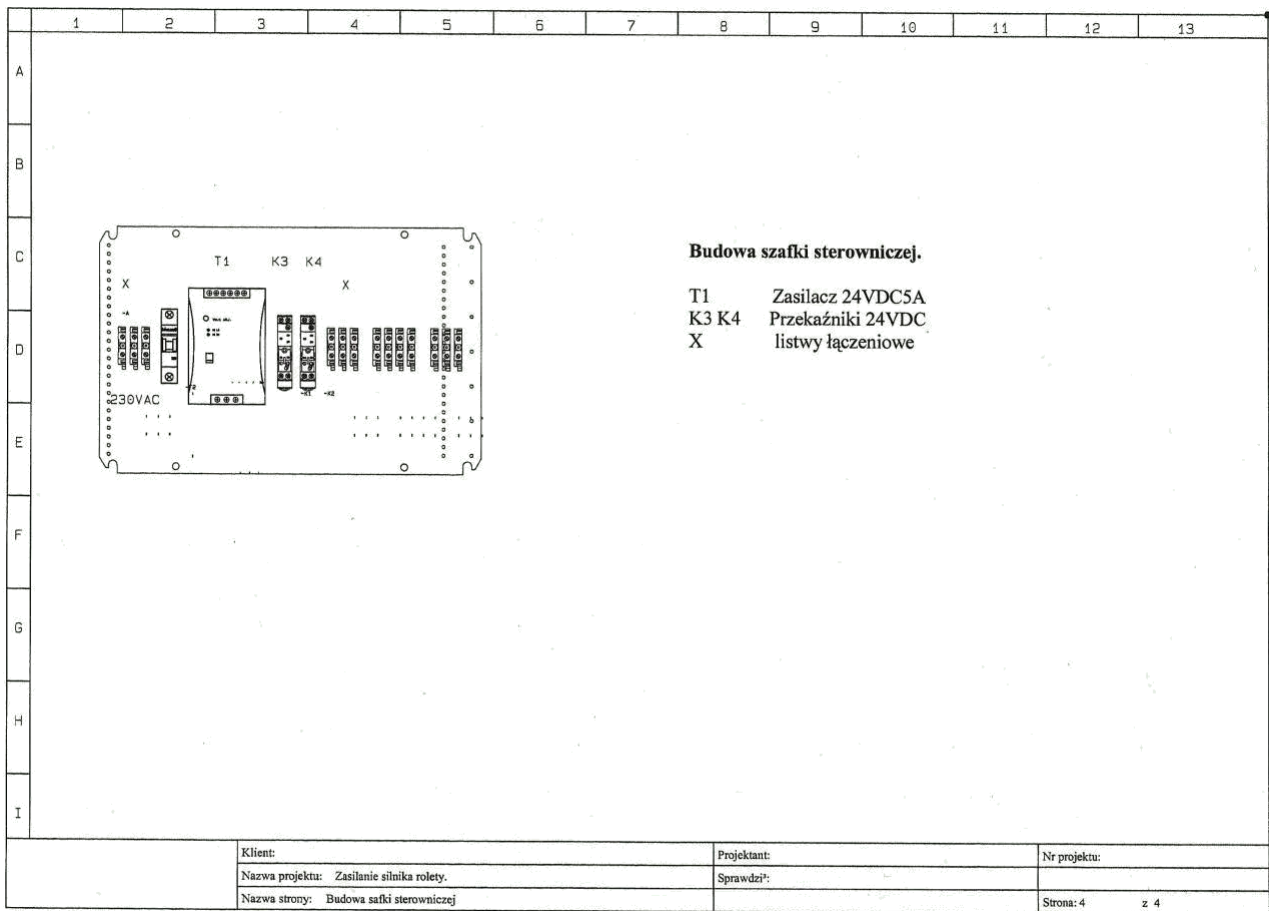 1 2 3 4 5 6 7 8 9 10 11 12 13
A
B
C
D
E
F
G
H
I
T1 K3 K4
X X
-A
230VAC
-K1 -K2
Budowa szafki sterowniczej.
T1 Zasilacz 24VDC5A
K3 K4 Przekaźniki 24VDC
X listwy łączeniowe
Klient:
Nazwa projektu: Zasilanie silnika rolety.
Nazwa strony: Budowa safki sterowniczej
Projektant:
Sprawdzi³:
Nr projektu:
Strona: 4 z 4